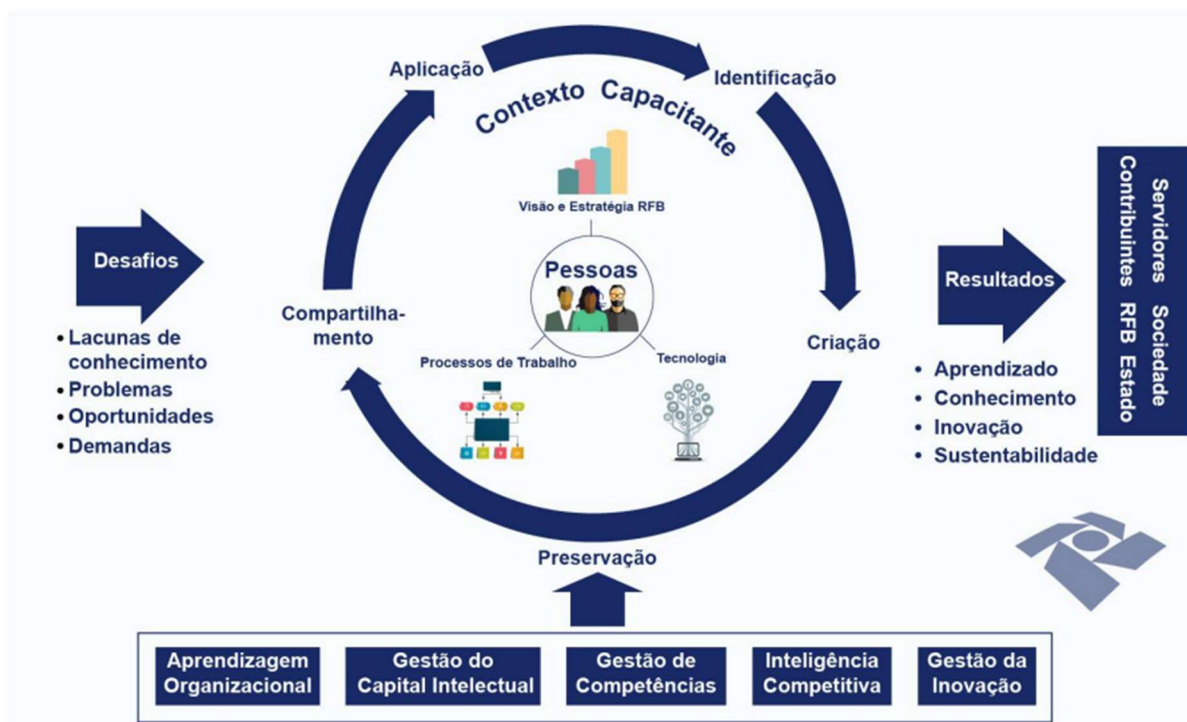 Aplicação
Identificação
Contexto Capacitante
Visão e Estratégia RFB
Pessoas
Desafios
• Lacunas de
conhecimento
• Problemas
• Oportunidades
• Demandas
Compartilha-
mento
Processos de Trabalho
Tecnologia
Criação
Resultados
• Aprendizado
• Conhecimento
• Inovação
• Sustentabilidade
Servidores Sociedade
Contribuintes RFB Estado
Preservação
Aprendizagem
Organizacional
Gestão do
Capital Intelectual
Gestão de
Competências
Inteligência
Competitiva
Gestão da
Inovação